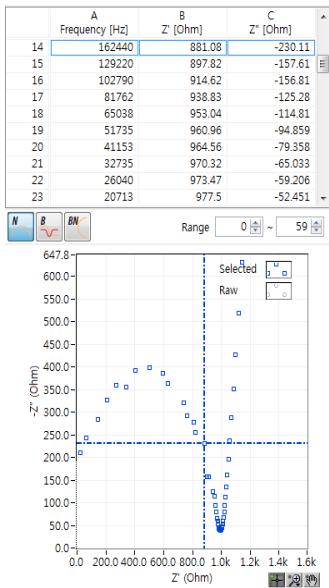 A B C
Frequency [Hz] Z' [Ohm] Z" [Ohm]
14 162440 881.08 -230.11
15 129220 897.82 -157.61
16 102790 914.62 -156.81
17 81762 938.83 -125.28
18 65038 953.04 -114.81
19 51735 960.96 -94.859
20 41153 964.56 -79.358
21 32735 970.32 -65.033
22 26040 973.47 -59.206
23 20713 977.5 -52.451
N B BN Range 0 ~ 59
647.8
600.0
550.0
500.0
450.0
400.0
350.0
300.0
250.0
200.0
150.0
100.0
50.0
0.0
-Z" (Ohm)
Selected
Raw
0.0 200.0 400.0 600.0 800.0 1.0k 1.2k 1.4k 1.6k
Z' (Ohm)